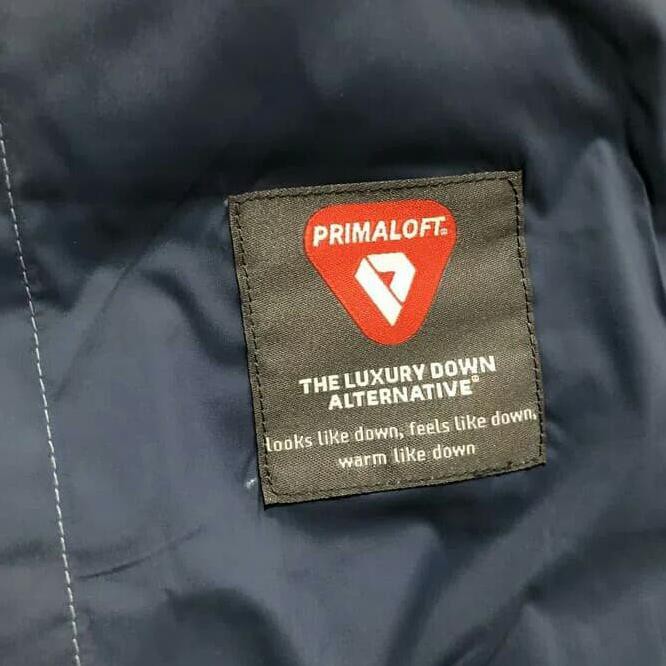 PRIMALOFT®
THE LUXURY DOWN
ALTERNATIVE®
looks like down, feels like down,
warm like down